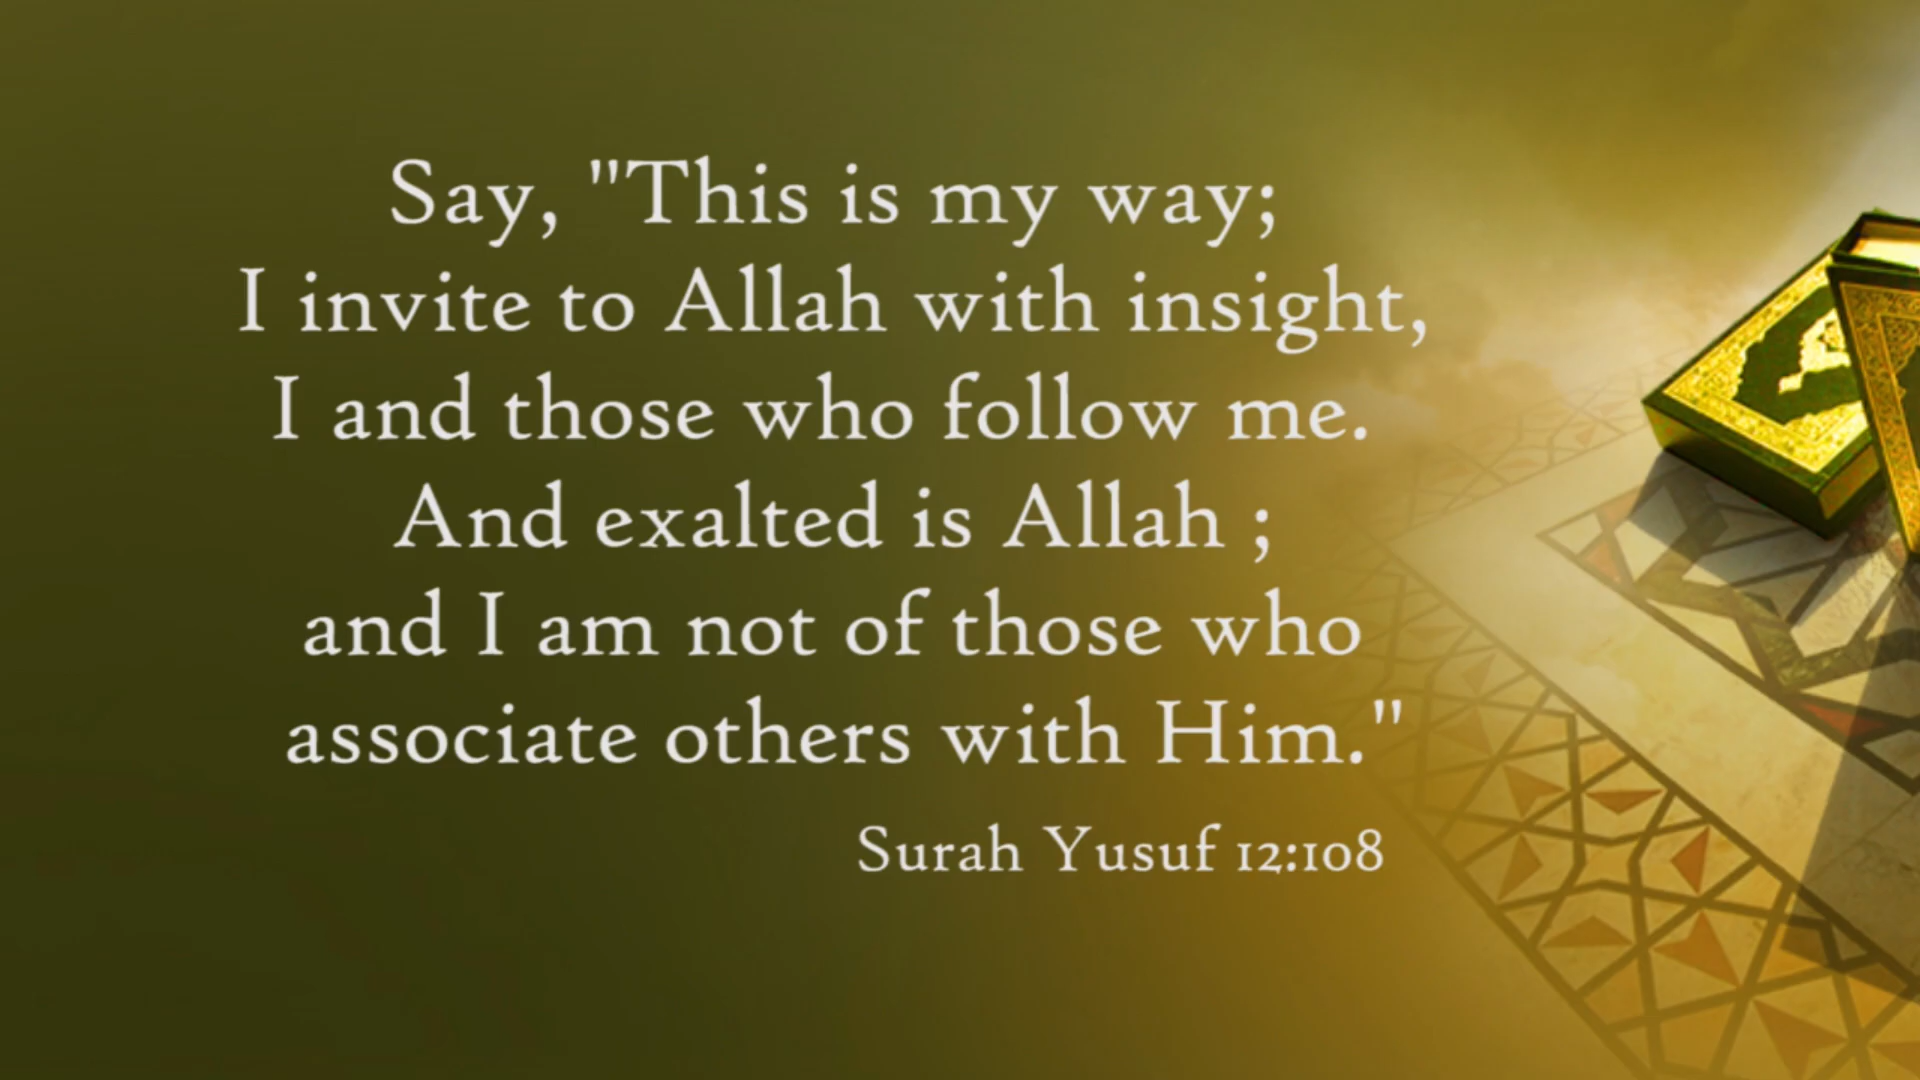 Say, "This is my way;
I invite to Allah with insight,
I and those who follow me.
And exalted is Allah ;
and I am not of those who
associate others with Him."
Surah Yusuf 12:108